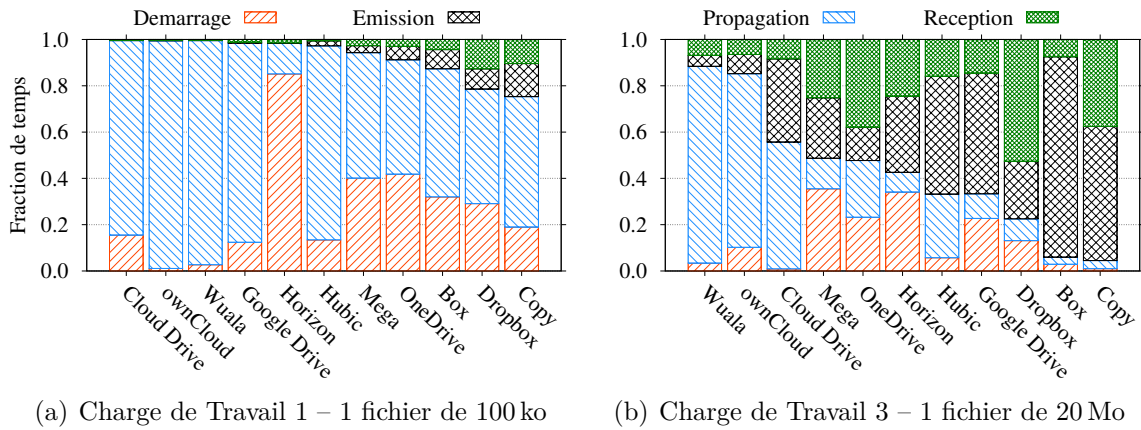 Demarrage Emission Propagation Reception
Fraction de temps
1.0 1.0
0.8 0.8
0.6 0.6
0.4 0.4
0.2 0.2
0.0 0.0
Cloud Drive ownCloud Wuala Google Drive Horizon Hubic Mega OneDrive Box Dropbox Copy
Wuala ownCloud Cloud Drive Mega OneDrive Horizon Hubic Google Drive Dropbox Box Copy
(a) Charge de Travail 1 – 1 fichier de 100 ko (b) Charge de Travail 3 – 1 fichier de 20 Mo